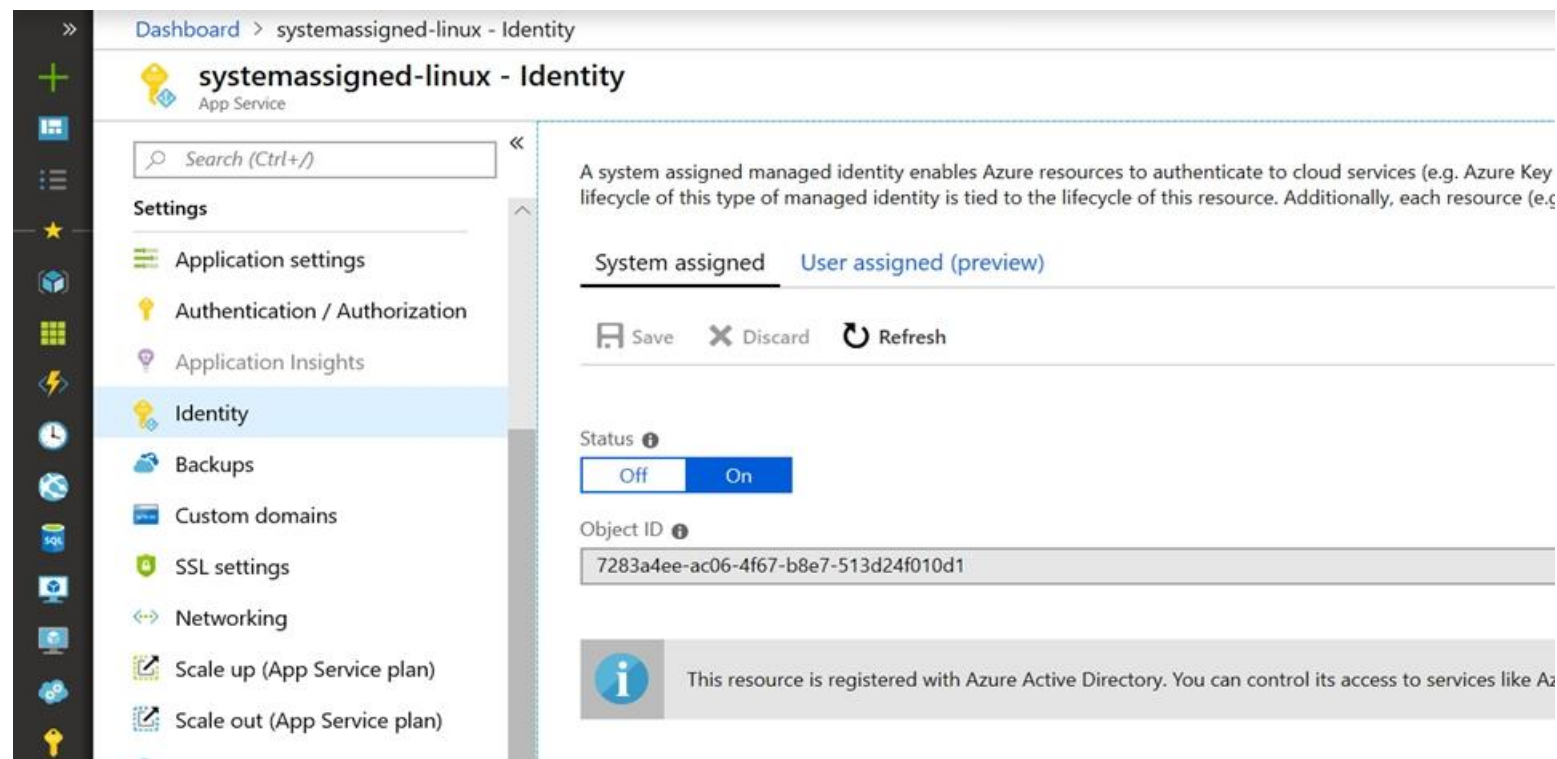 »
Dashboard > systemassigned-linux - Identity
systemassigned-linux - Identity
App Service
Search (Ctrl+/)
«
Settings
Application settings
Authentication / Authorization
Application Insights
Identity
Backups
Custom domains
SSL settings
Networking
Scale up (App Service plan)
Scale out (App Service plan)
SQL
A system assigned managed identity enables Azure resources to authenticate to cloud services (e.g. Azure Key
lifecycle of this type of managed identity is tied to the lifecycle of this resource. Additionally, each resource (e.g
System assigned User assigned (preview)
Save Discard Refresh
Status
Off On
Object ID
7283a4ee-ac06-4f67-b8e7-513d24f010d1
This resource is registered with Azure Active Directory. You can control its access to services like Az